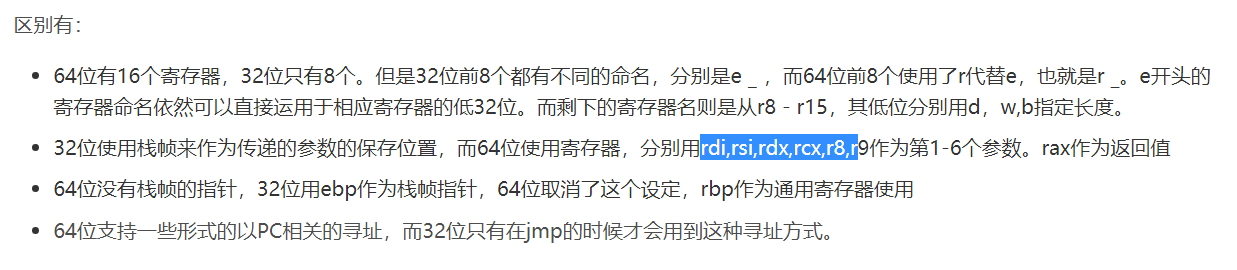 区别有：
64位有16个寄存器，32位只有8个。但是32位前8个都有不同的命名，分别是e _ ，而64位前8个使用了r代替e，也就是r _。e开头的
寄存器命名依然可以直接运用于相应寄存器的低32位。而剩下的寄存器名则是从r8 - r15，其低位分别用d，w,b指定长度。
32位使用栈帧来作为传递的参数的保存位置，而64位使用寄存器，分别用rdi,rsi,rdx,rcx,r8,r9作为第1-6个参数。rax作为返回值
64位没有栈帧的指针，32位用ebp作为栈帧指针，64位取消了这个设定，rbp作为通用寄存器使用
64位支持一些形式的以PC相关的寻址，而32位只有在jmp的时候才会用到这种寻址方式。